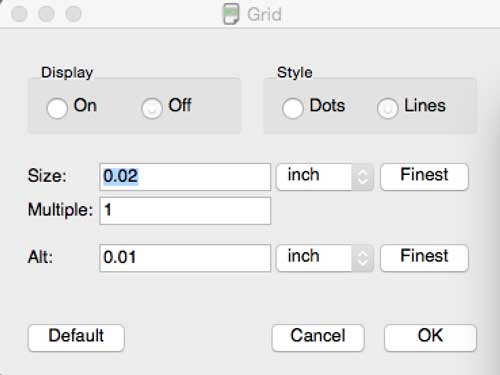 Grid
Display
Style
On Off
Dots Lines
Size: 0.02 inch Finest
Multiple: 1
Alt: 0.01 inch Finest
Default Cancel OK